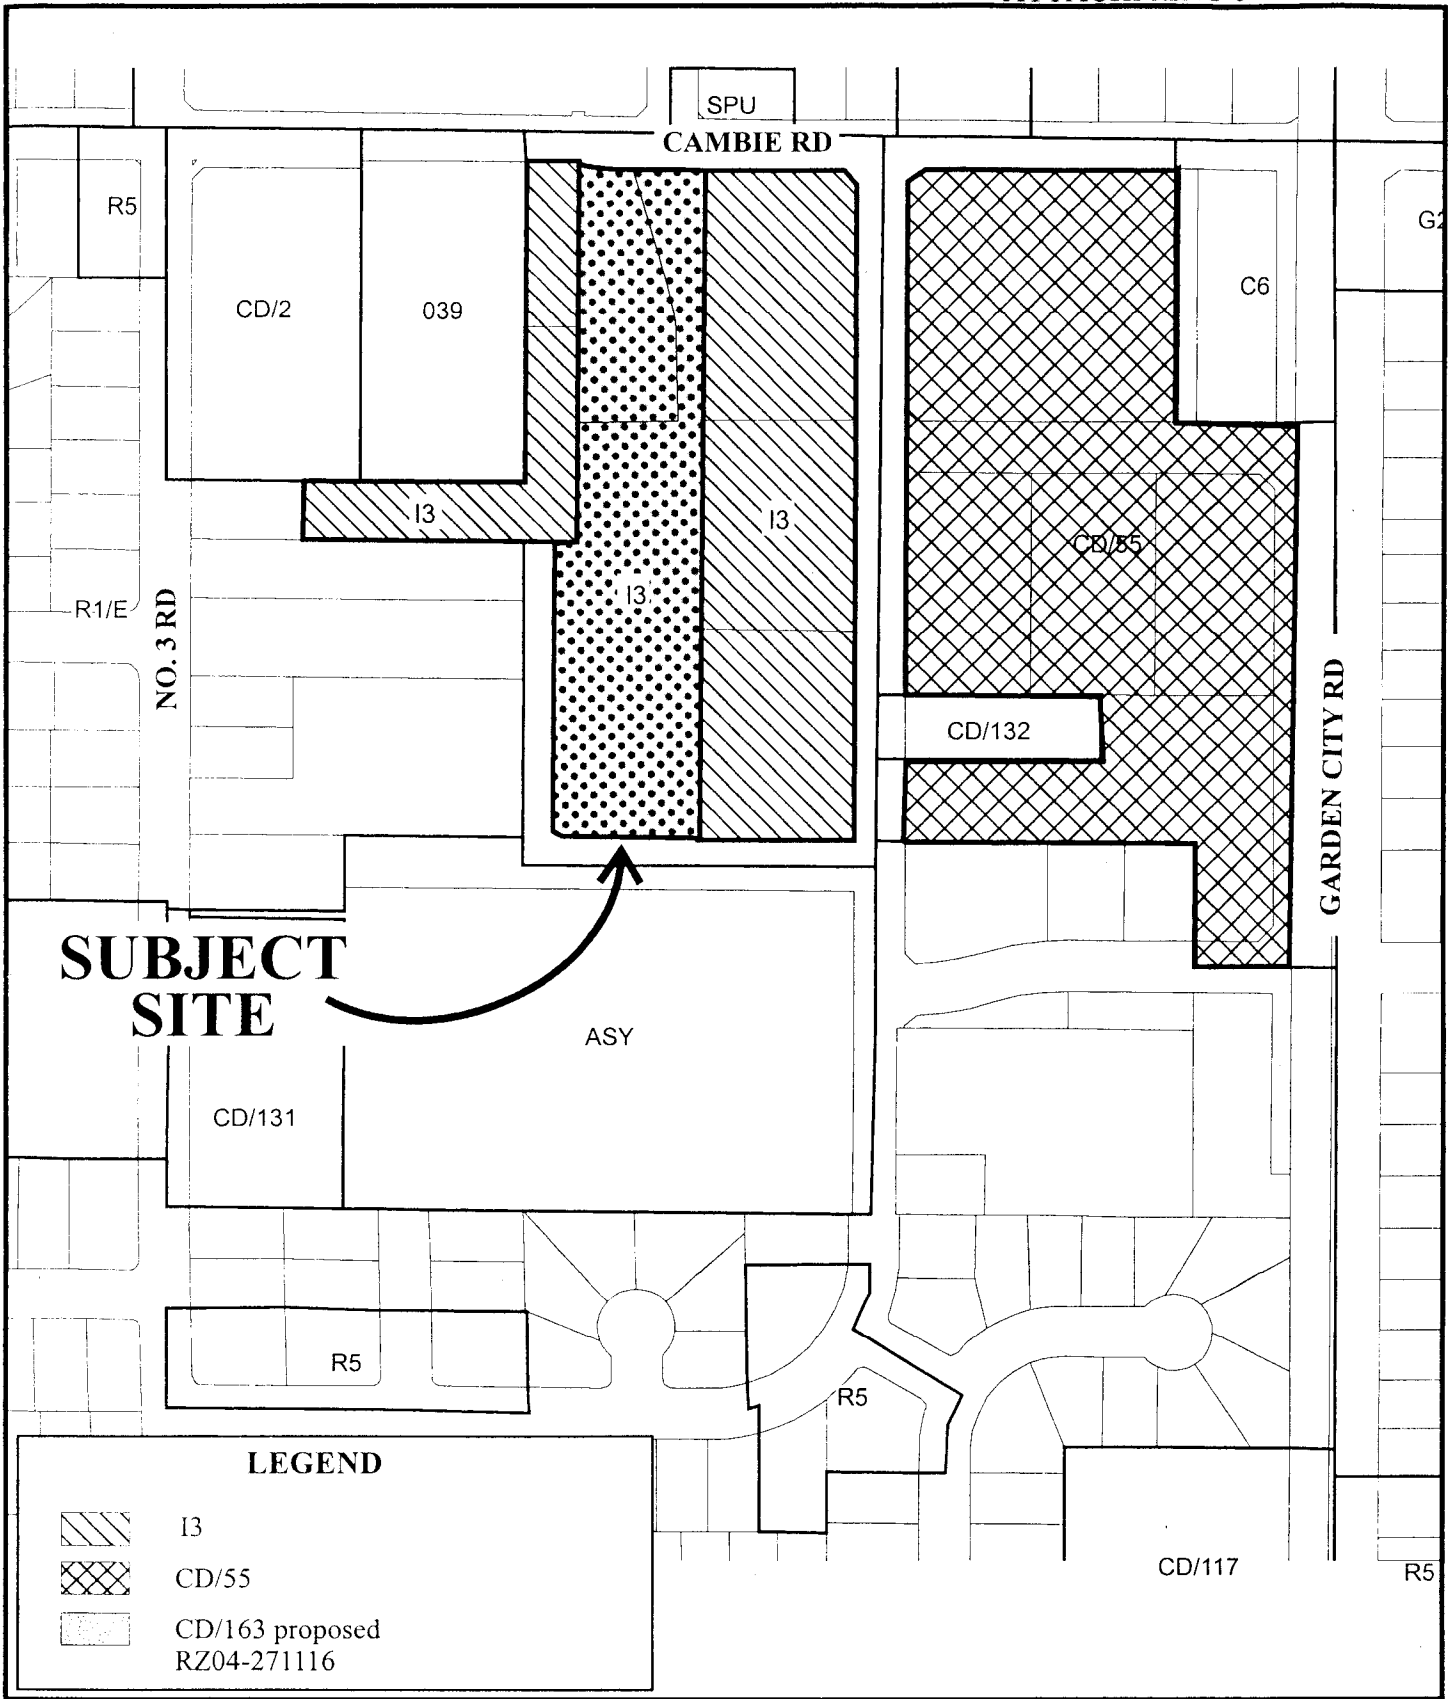 SPU
CAMBIE RD
R5
G2
CD/2
039
C6
I3
I3
CD/55
I3
R1/E
NO. 3 RD
CD/132
GARDEN CITY RD
SUBJECT
SITE
ASY
CD/131
R5
R5
LEGEND
I3
CD/55
CD/163 proposed
RZ04-271116
CD/117
R5